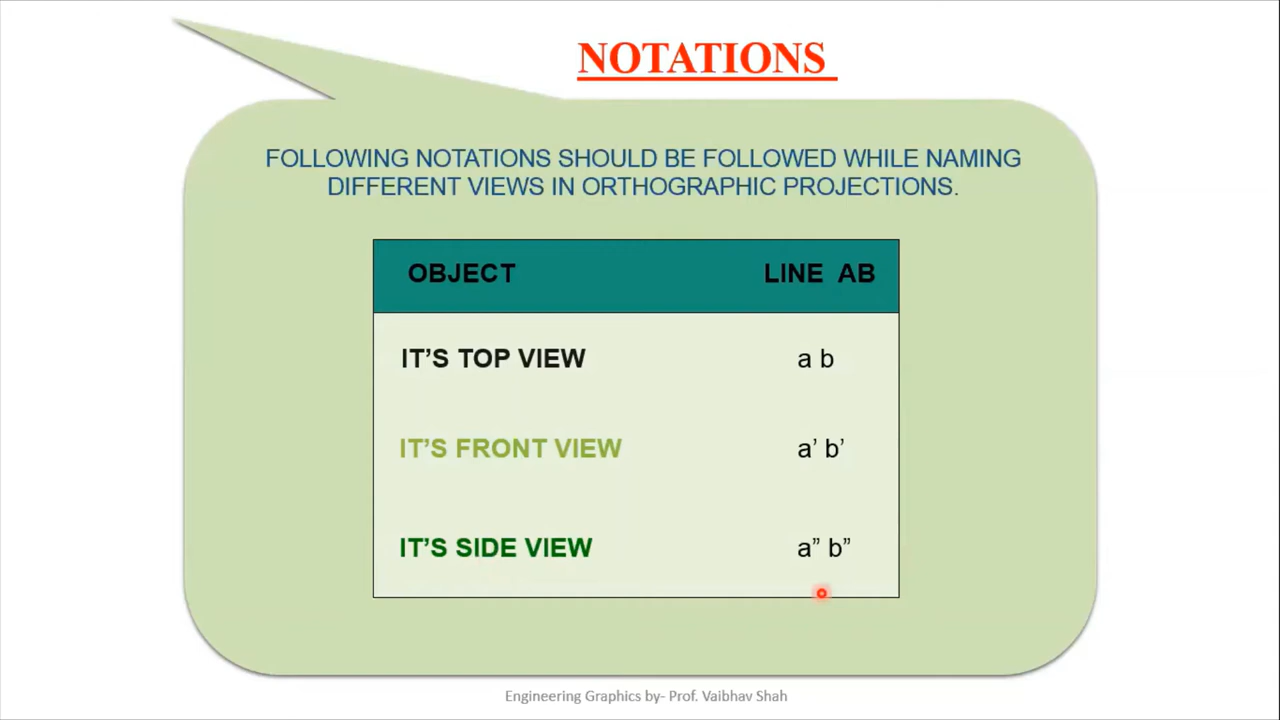 NOTATIONS
FOLLOWING NOTATIONS SHOULD BE FOLLOWED WHILE NAMING
DIFFERENT VIEWS IN ORTHOGRAPHIC PROJECTIONS.
OBJECT LINE AB
IT’S TOP VIEW a b
IT’S FRONT VIEW a’ b’
IT’S SIDE VIEW a” b”
Engineering Graphics by- Prof. Vaibhav Shah